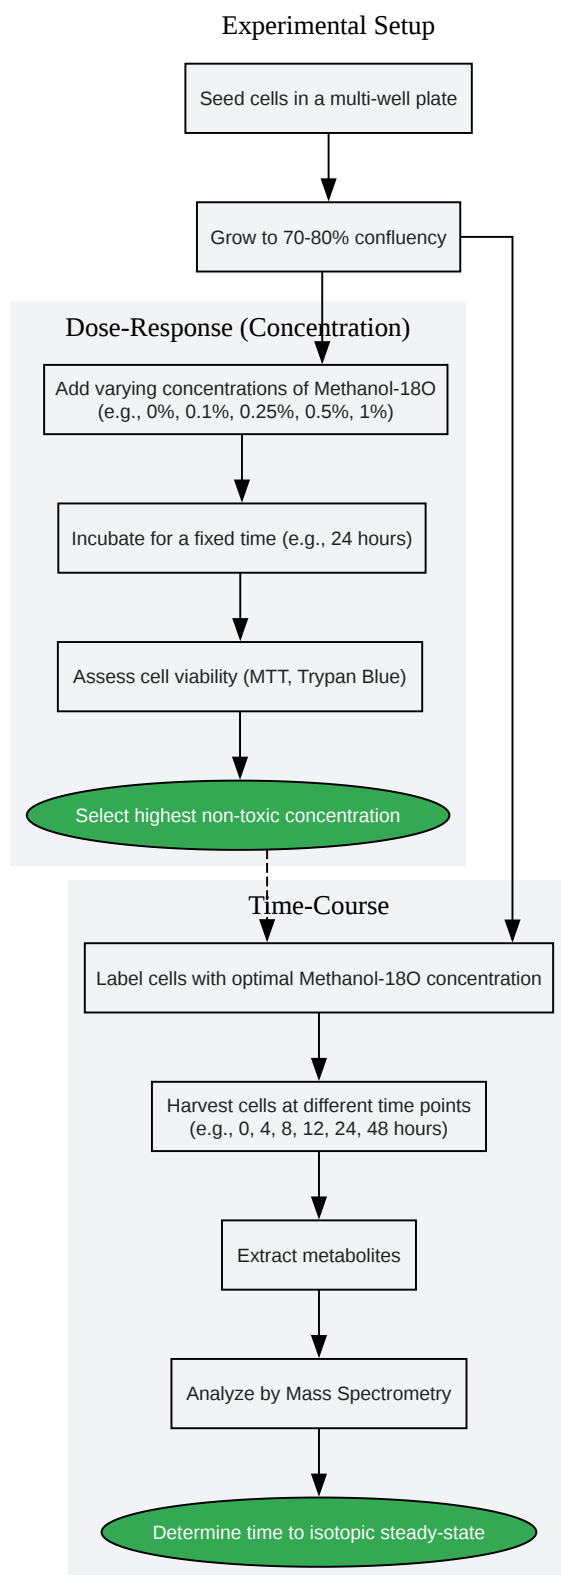 Experimental Setup
Seed cells in a multi-well plate
Grow to 70-80% confluency
Dose-Response (Concentration)
Add varying concentrations of Methanol-18O
(e.g., 0%, 0.1%, 0.25%, 0.5%, 1%)
Incubate for a fixed time (e.g., 24 hours)
Assess cell viability (MTT, Trypan Blue)
Select highest non-toxic concentration
Time-Course
Label cells with optimal Methanol-18O concentration
Harvest cells at different time points
(e.g., 0, 4, 8, 12, 24, 48 hours)
Extract metabolites
Analyze by Mass Spectrometry
Determine time to isotopic steady-state